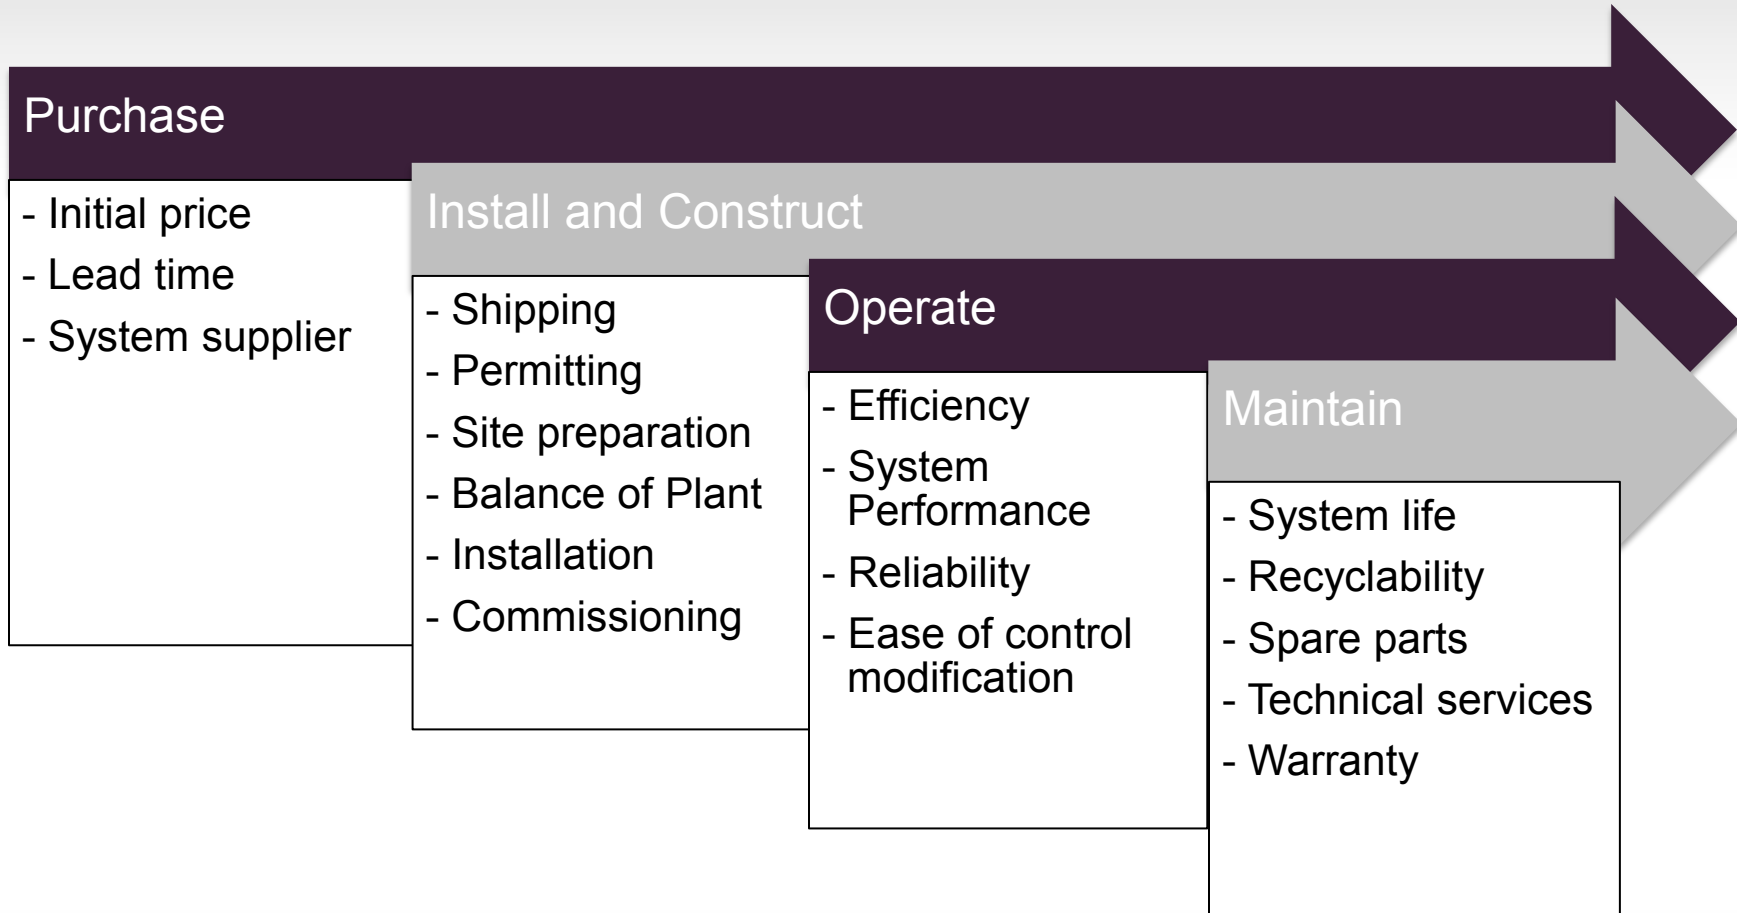 Purchase
- Initial price
- Lead time
- System supplier
Install and Construct
- Shipping
- Permitting
- Site preparation
- Balance of Plant
- Installation
- Commissioning
Operate
- Efficiency
- System
Performance
- Reliability
- Ease of control
modification
Maintain
- System life
- Recyclability
- Spare parts
- Technical services
- Warranty